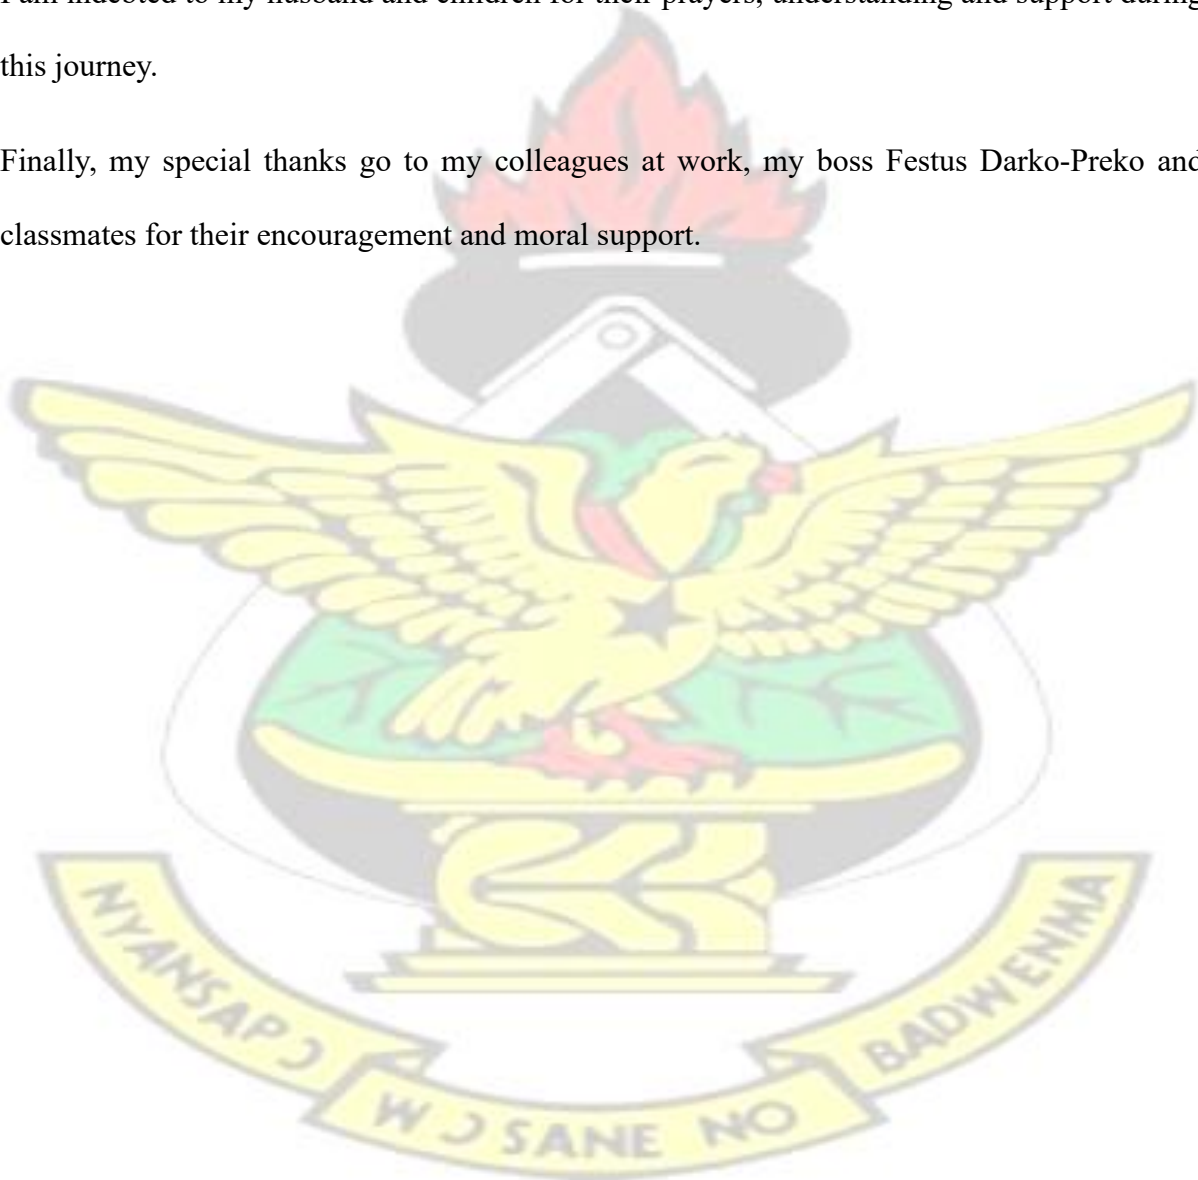 I am indebted to my husband and children for their prayers, understanding and support during
this journey.
Finally, my special thanks go to my colleagues at work, my boss Festus Darko-Preko and
classmates for their encouragement and moral support.
NYANSAPƆ
WƆSANE NO
BADWENMA